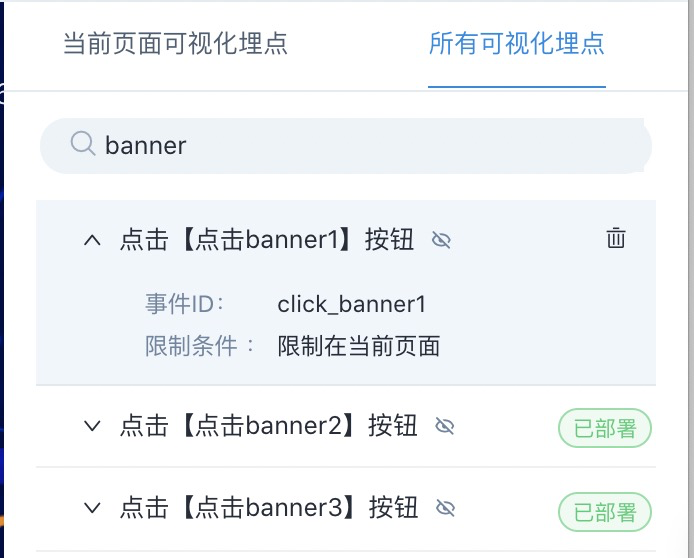 当前页面可视化埋点 所有可视化埋点
banner
点击【点击banner1】按钮
事件ID： click_banner1
限制条件： 限制在当前页面
点击【点击banner2】按钮 已部署
点击【点击banner3】按钮 已部署